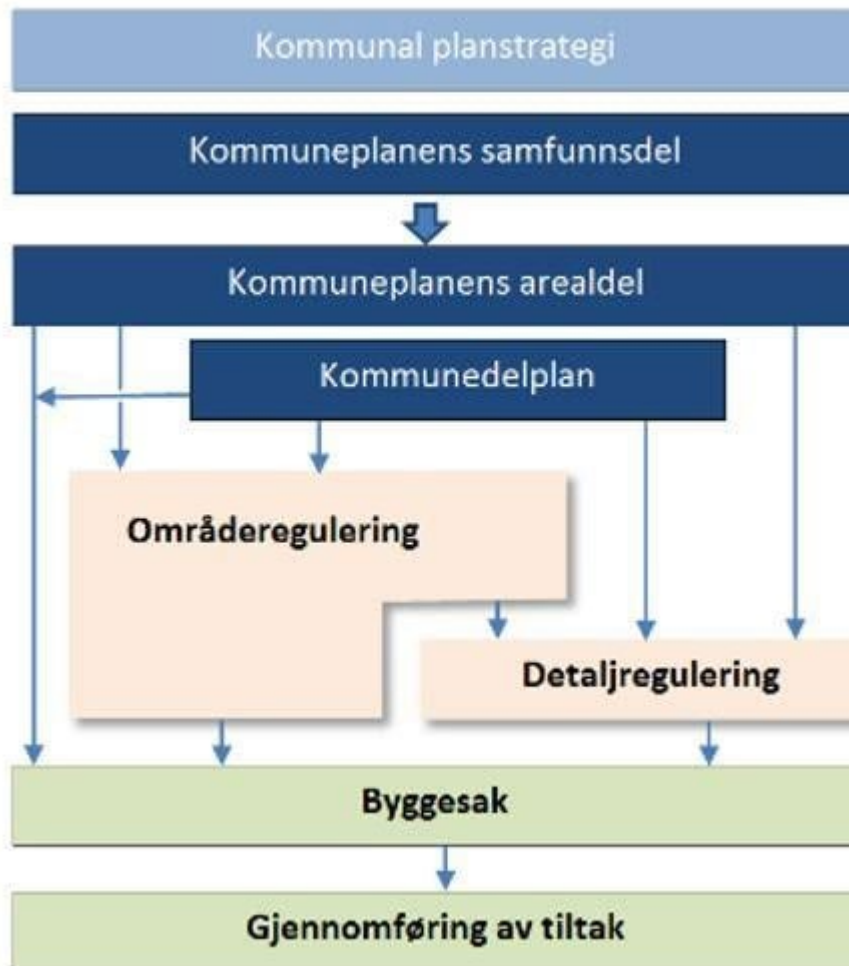 Kommunal planstrategi
Kommuneplanens samfunnsdel
Kommuneplanens arealdel
Kommunedelplan
Områderegulering
Detaljregulering
Byggesak
Gjennomføring av tiltak